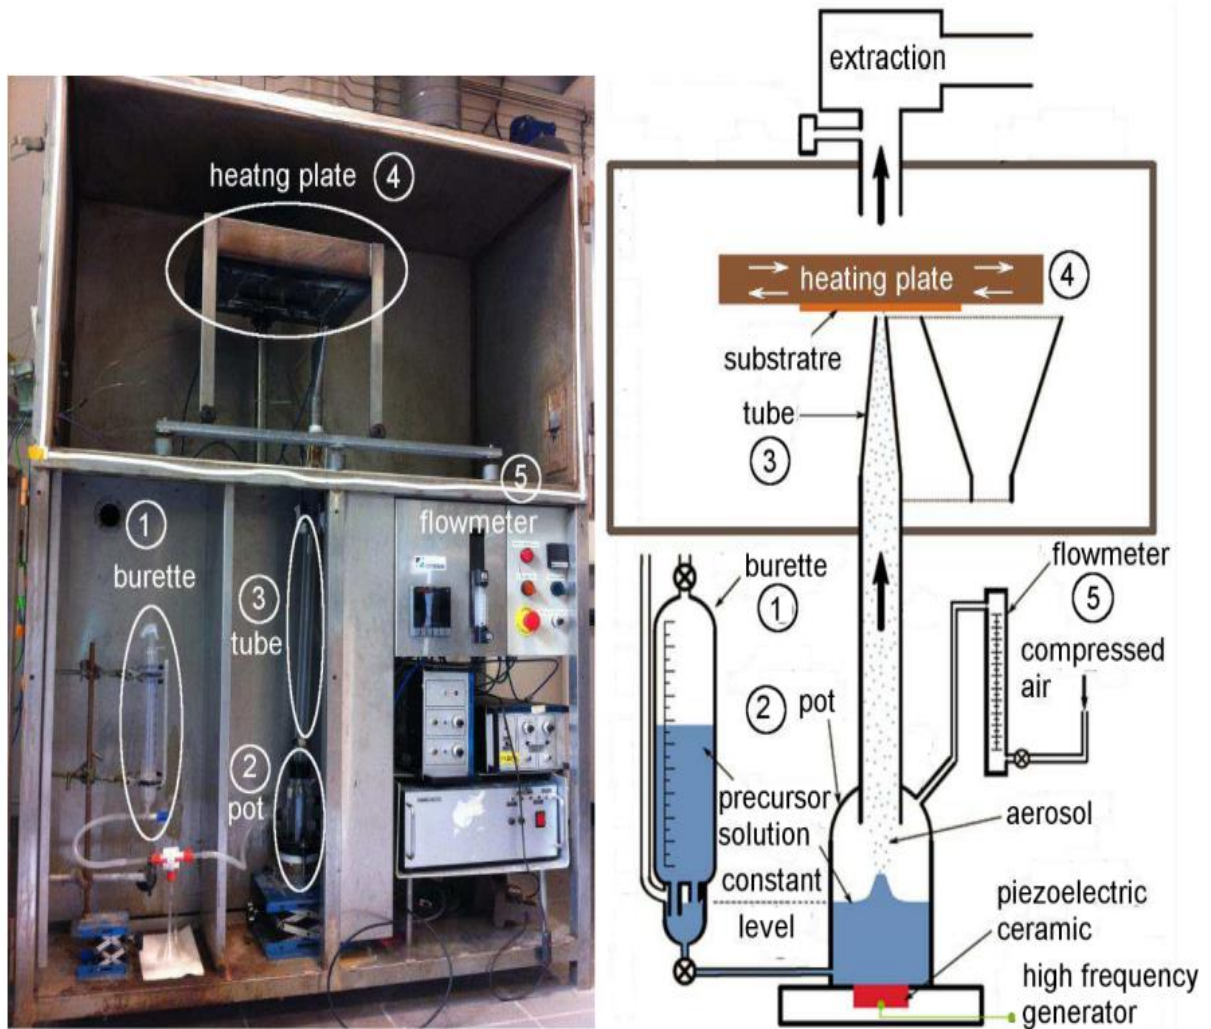 heatng plate 4
5
flowmeter
1
burette
3
tube
2
pot
extraction
heating plate
4
substratre
tube
3
burette
1
flowmeter
5
compressed
air
2 pot
precursor
solution
aerosol
constant
level
piezoelectric
ceramic
high frequency
generator